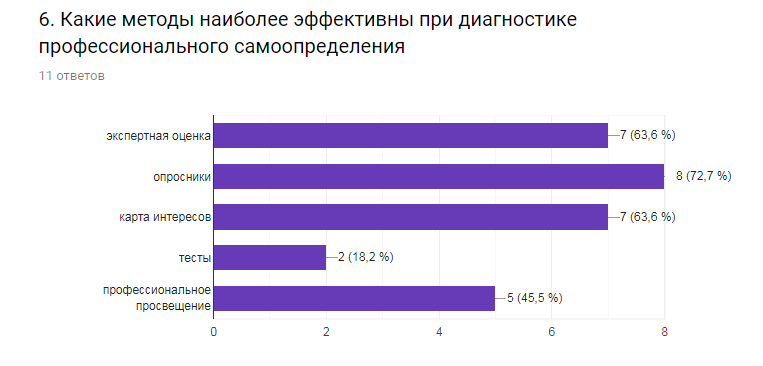 6. Какие методы наиболее эффективны при диагностике
профессионального самоопределения
11 ответов
экспертная оценка
7 (63,6 %)
опросники
8 (72,7 %)
карта интересов
7 (63,6 %)
тесты
2 (18,2 %)
профессиональное
просвещение
5 (45,5 %)
0 2 4 6 8